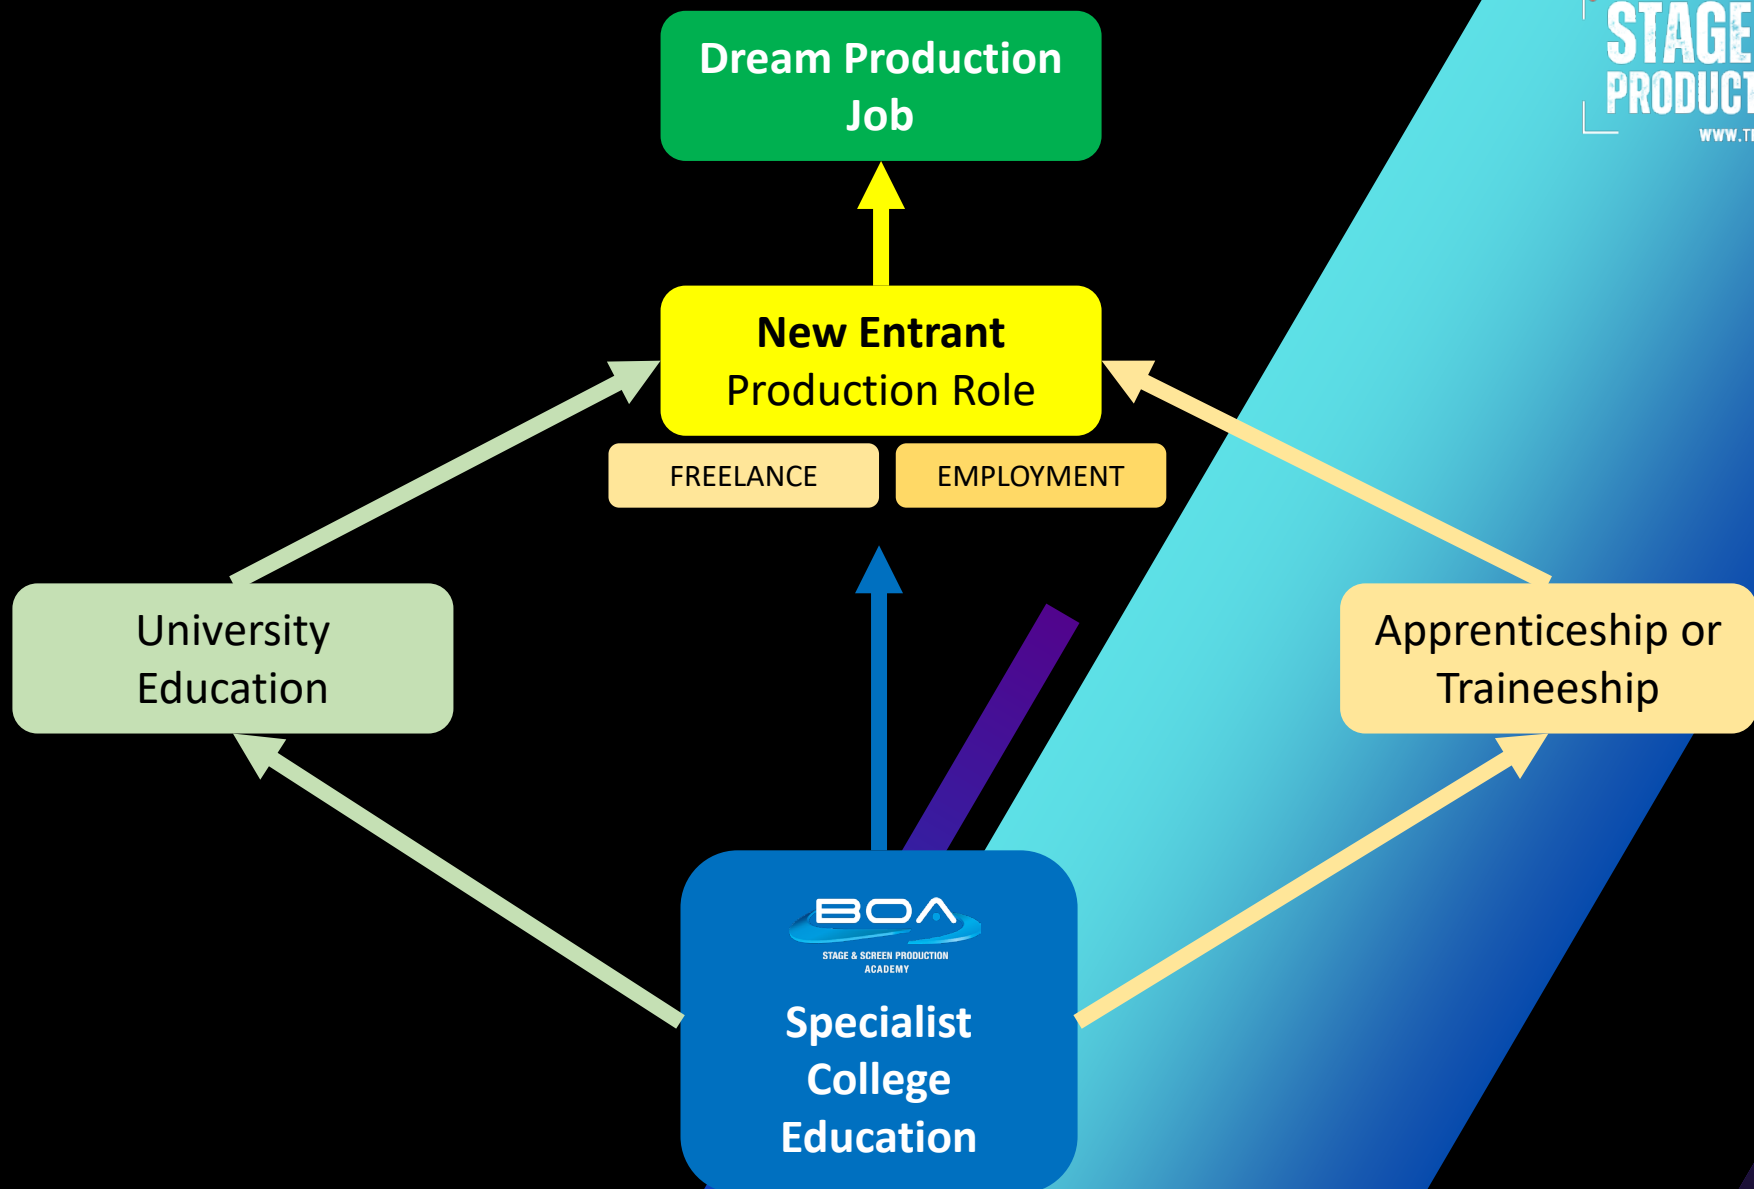 STAGE
Dream Production
Job
New Entrant
Production Role
FREELANCE
EMPLOYMENT
University
Education
Apprenticeship or
Traineeship
BOA
STAGE & SCREEN PRODUCTION
ACADEMY
Specialist
College
Education